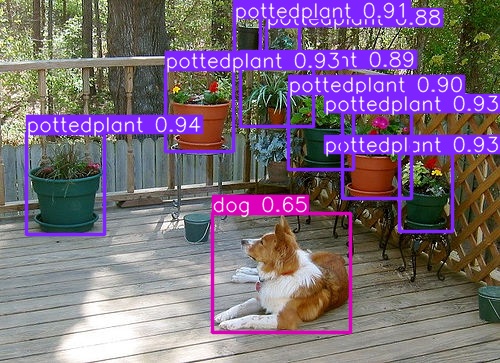 pottedplant 0.91
pottedplant 0.88
pottedplant 0.93
nt 0.89
pottedplant 0.90
pottedplant 0.93
pottedplant 0.94
pottedplant 0.93
dog 0.65